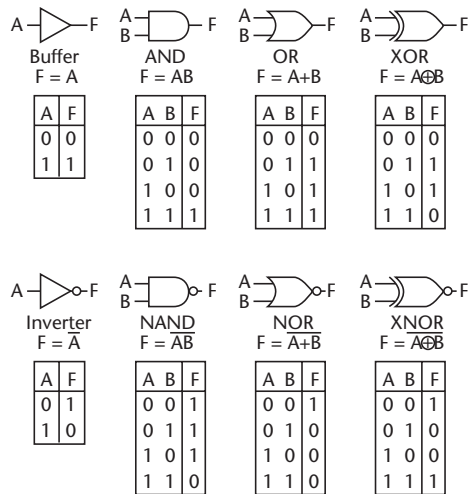 A F A B F A B F A B F
Buffer AND OR XOR
F = A F = AB F = A+B F = A⊕B
A F A B F A B F A B F
0 0 0 0 0 0 0 0 0 0 0
1 1 0 1 0 0 1 1 0 1 1
1 0 0 1 0 1 1 0 1
1 1 1 1 1 1 1 1 0
A F A B F A B F A B F
Inverter NAND NOR XNOR
F = A̅ F = A̅B̅ F = A̅+̅B̅ F = A̅⊕̅B̅
A F A B F A B F A B F
0 1 0 0 1 0 0 1 0 0 1
1 0 0 1 1 0 1 0 0 1 0
1 0 1 1 0 0 1 0 0
1 1 0 1 1 0 1 1 1